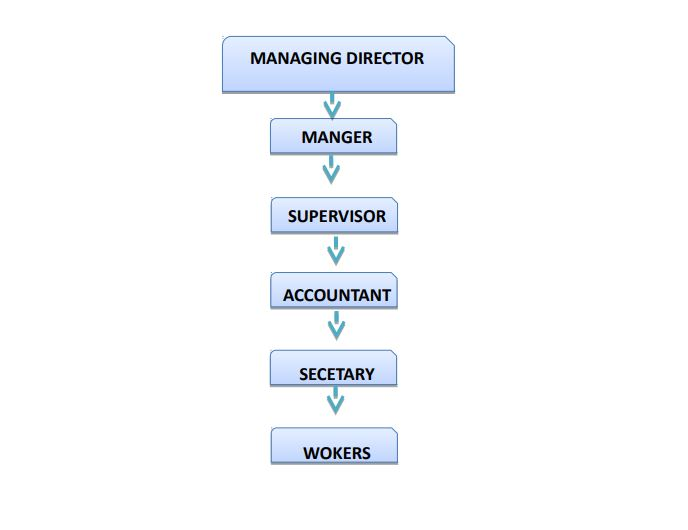 MANAGING DIRECTOR
MANGER
SUPERVISOR
ACCOUNTANT
SECETARY
WOKERS